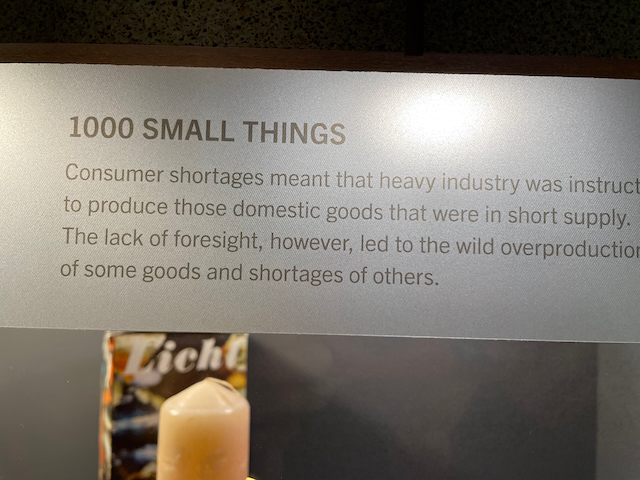 1000 SMALL THINGS
Consumer shortages meant that heavy industry was instruct
to produce those domestic goods that were in short supply.
The lack of foresight, however, led to the wild overproduction
of some goods and shortages of others.
Licht